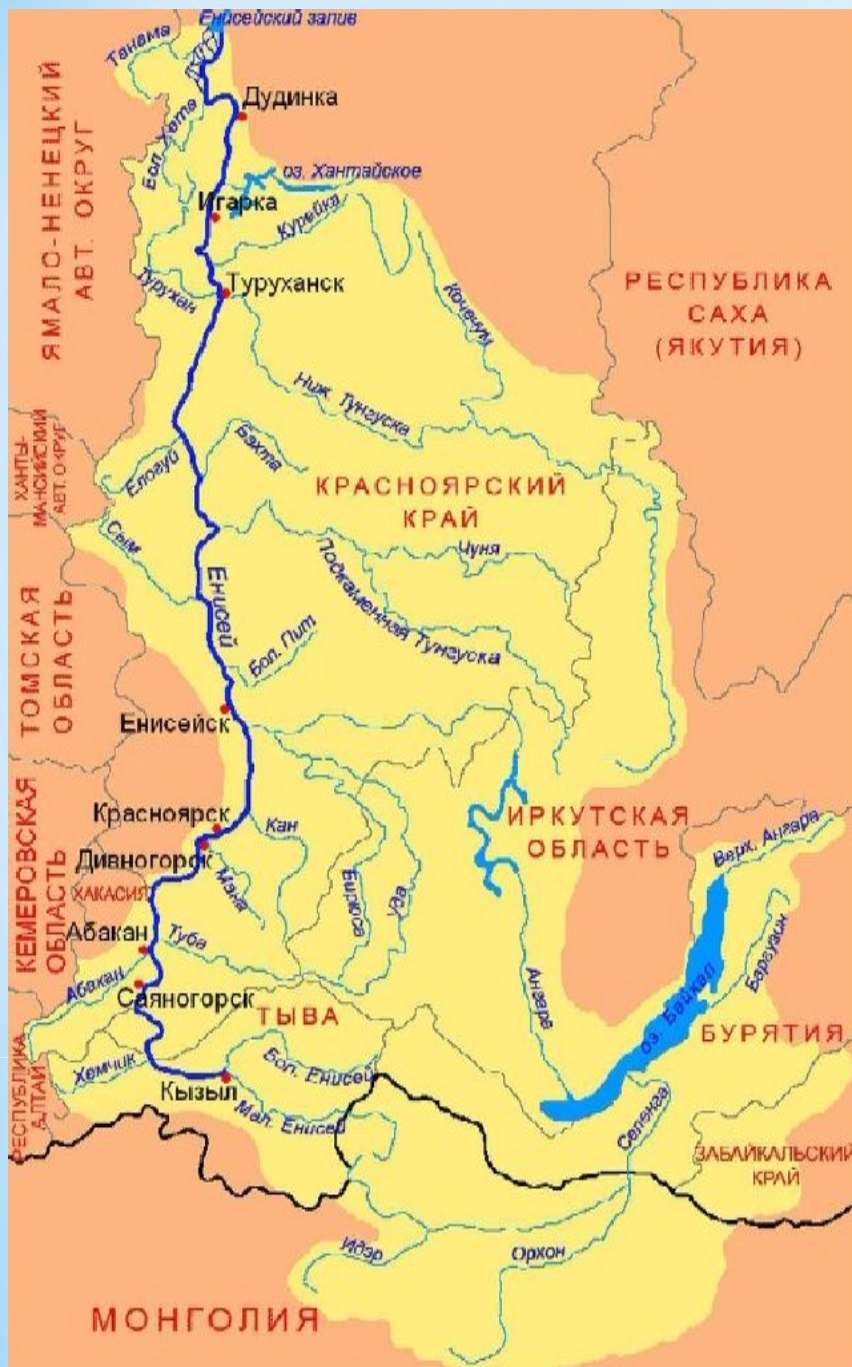 Енисейский залив
Танама
Дудинка
Бол. Хета
оз. Хантайское
Игарка
Курейка
ЯМАЛО-НЕНЕЦКИЙ
АВТ. ОКРУГ
Турухан
Туруханск
Кочечум
РЕСПУБЛИКА
САХА
(ЯКУТИЯ)
Ниж. Тунгуска
ХАНТЫ-
МАНСИЙСКИЙ
АВТ. ОКРУГ
Елогуй
Бахта
КРАСНОЯРСКИЙ
КРАЙ
Сым
Чуня
Подкаменная Тунгуска
Енисей
ТОМСКАЯ
ОБЛАСТЬ
Бол. Пит
Енисейск
КЕМЕРОВСКАЯ
ОБЛАСТЬ
Красноярск
Кан
ИРКУТСКАЯ
ОБЛАСТЬ
Дивногорск
Мана
Верх. Ангара
ХАКАСИЯ
Бирюса
Уда
Абакан
Туба
Баргузин
Абакан
Саяногорск
Ангара
оз. Байкал
ТЫВА
БУРЯТИЯ
РЕСПУБЛИКА
АЛТАЙ
Хемчик
Бол. Енисей
Кызыл
Мал. Енисей
Селенга
ЗАБАЙКАЛЬСКИЙ
КРАЙ
Идэр
Орхон
МОНГОЛИЯ